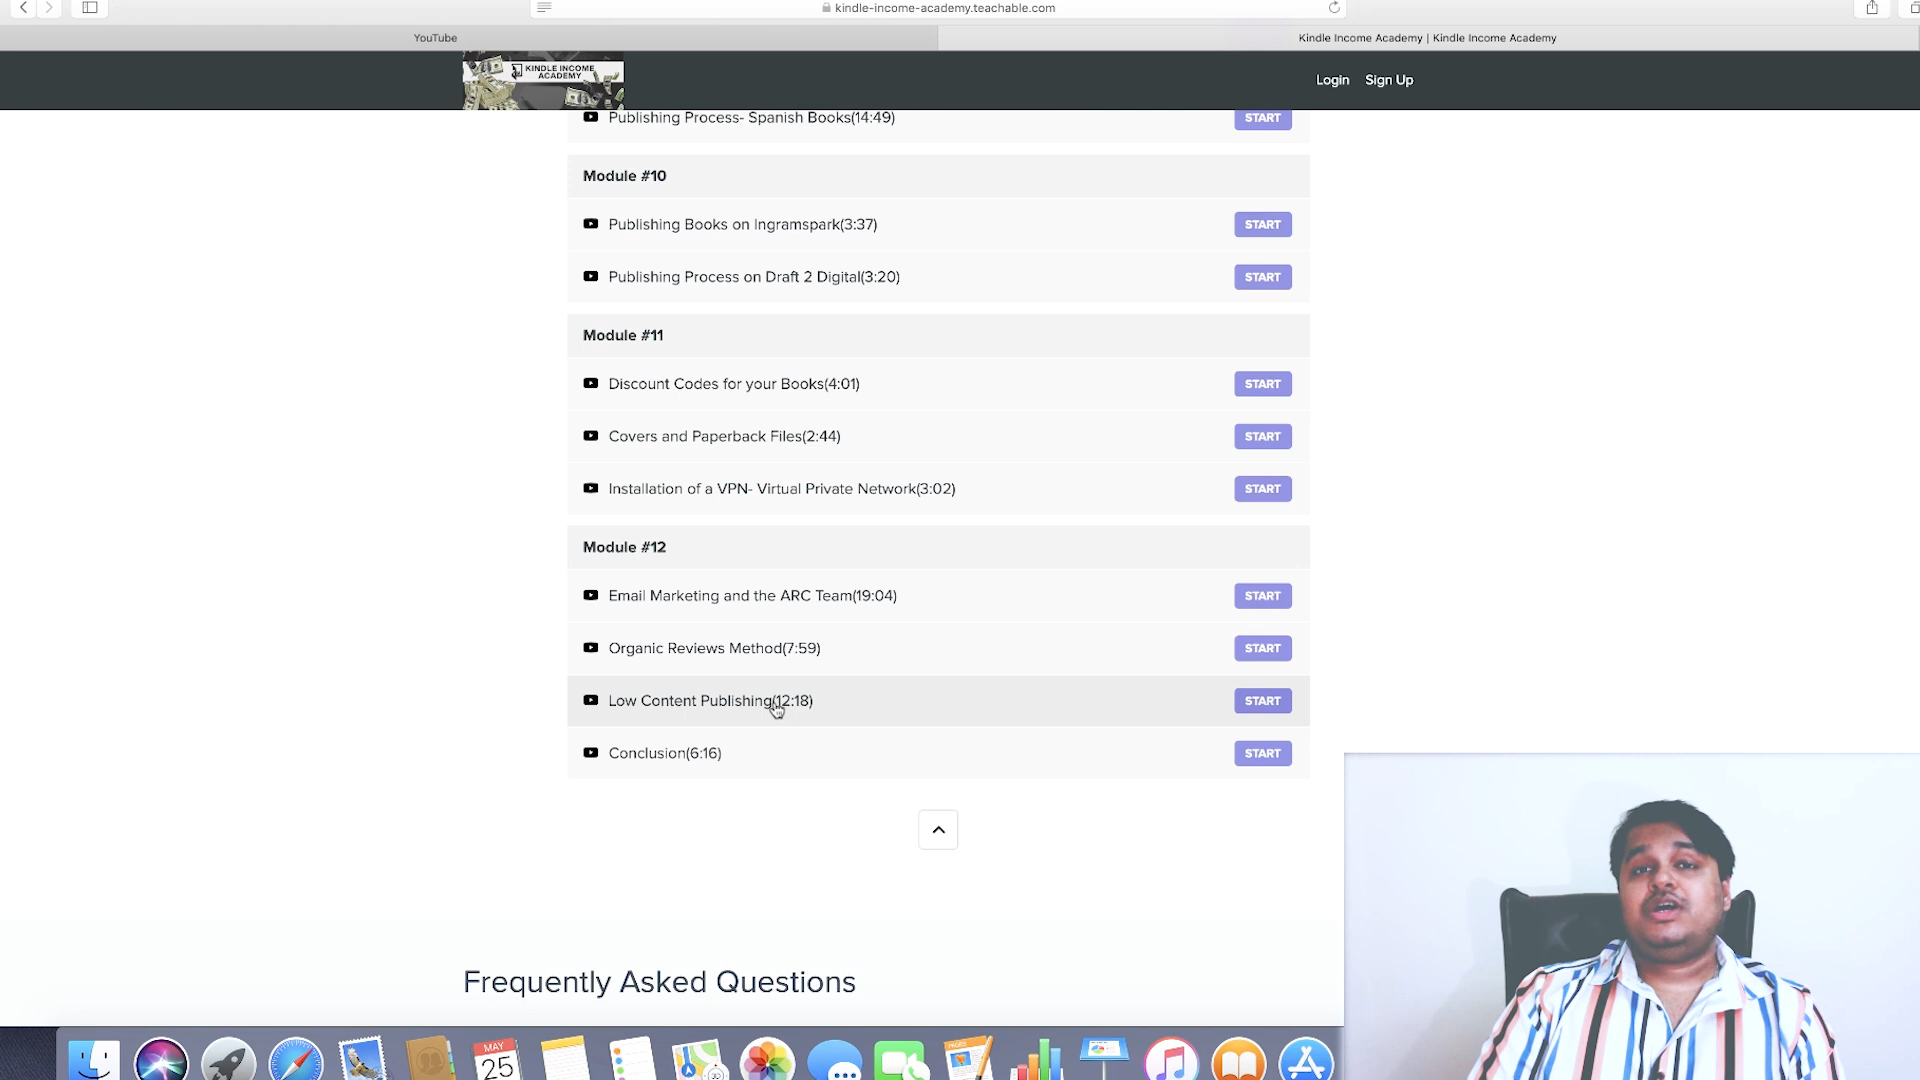 kindle-income-academy.teachable.com
YouTube
Kindle Income Academy | Kindle Income Academy
KINDLE INCOME
ACADEMY
Login Sign Up
Publishing Process- Spanish Books(14:49) START
Module #10
Publishing Books on Ingramspark(3:37) START
Publishing Process on Draft 2 Digital(3:20) START
Module #11
Discount Codes for your Books(4:01) START
Covers and Paperback Files(2:44) START
Installation of a VPN- Virtual Private Network(3:02) START
Module #12
Email Marketing and the ARC Team(19:04) START
Organic Reviews Method(7:59) START
Low Content Publishing(12:18) START
Conclusion(6:16) START
Frequently Asked Questions
MAY
25
PAGES